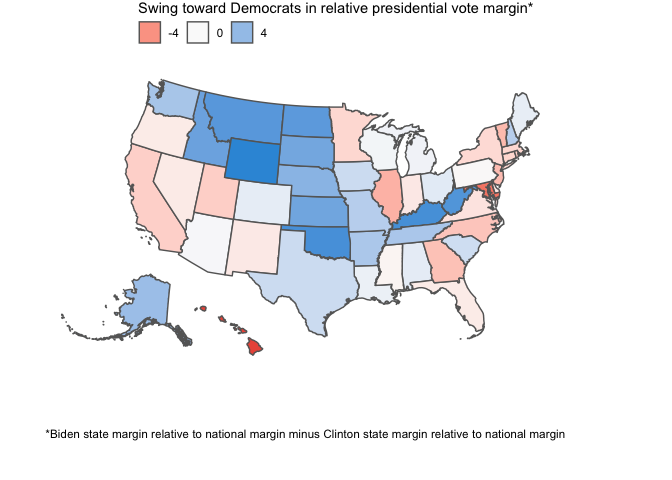 Swing toward Democrats in relative presidential vote margin*
-4 0 4
*Biden state margin relative to national margin minus Clinton state margin relative to national margin